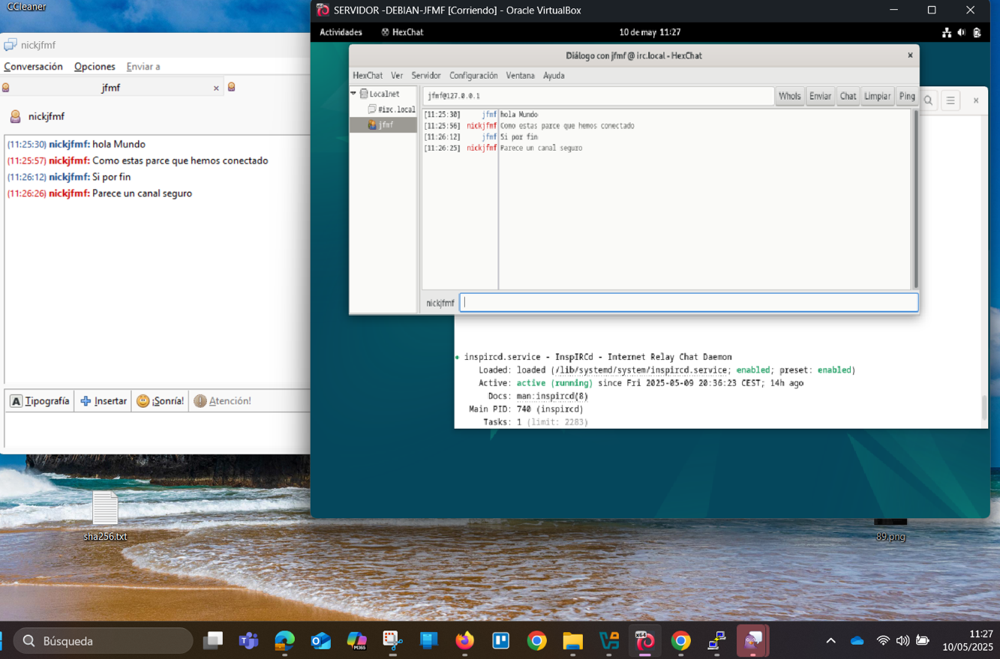 CCleaner
nickjfmf
Conversación Opciones Enviar a
jfmf ×
nickjfmf
(11:25:30) nickjfmf: hola Mundo
(11:25:57) nickjfmf: Como estas parce que hemos conectado
(11:26:12) nickjfmf: Si por fin
(11:26:26) nickjfmf: Parece un canal seguro
A Tipografía Insertar ¡Sonría! Atención!
sha256.txt
SERVIDOR -DEBIAN-JFMF [Corriendo] - Oracle VirtualBox
Actividades HexChat 10 de may 11:27
Diálogo con jfmf @ irc.local - HexChat
HexChat Ver Servidor Configuración Ventana Ayuda
Localnet
#irc.local
jfmf
jfmf@127.0.0.1 WhoIs Enviar Chat Limpiar Ping
[11:25:30] jfmf hola Mundo
[11:25:56] nickjfmf Como estas parce que hemos conectado
[11:26:12] jfmf Si por fin
[11:26:25] nickjfmf Parece un canal seguro
nickjfmf
● inspircd.service - InspIRCd - Internet Relay Chat Daemon
Loaded: loaded (/lib/systemd/system/inspircd.service; enabled; preset: enabled)
Active: active (running) since Fri 2025-05-09 20:36:23 CEST; 14h ago
Docs: man:inspircd(8)
Main PID: 740 (inspircd)
Tasks: 1 (limit: 2283)
89.png
Búsqueda
M365
X64
11:27
10/05/2025